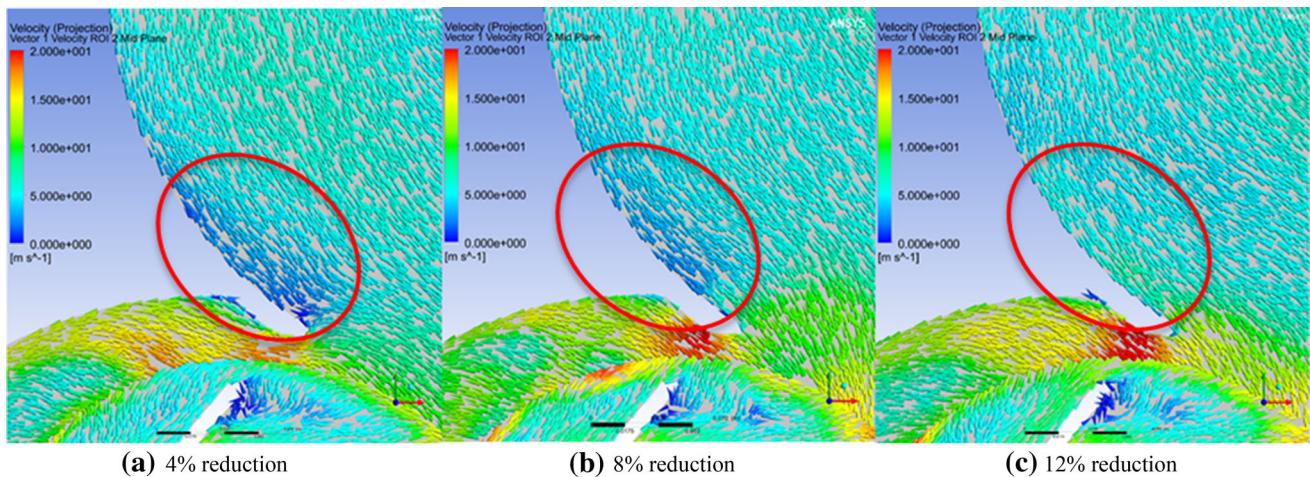 Velocity (Projection)
Vector 1 Velocity ROI 2 Mid Plane
2.000e+001
1.500e+001
1.000e+001
5.000e+000
0.000e+000
[m s^-1]
(a) 4% reduction
ANSYS
Velocity (Projection)
Vector 1 Velocity ROI 2 Mid Plane
2.000e+001
1.500e+001
1.000e+001
5.000e+000
0.000e+000
[m s^-1]
(b) 8% reduction
ANSYS
Velocity (Projection)
Vector 1 Velocity ROI 2 Mid Plane
2.000e+001
1.500e+001
1.000e+001
5.000e+000
0.000e+000
[m s^-1]
(c) 12% reduction